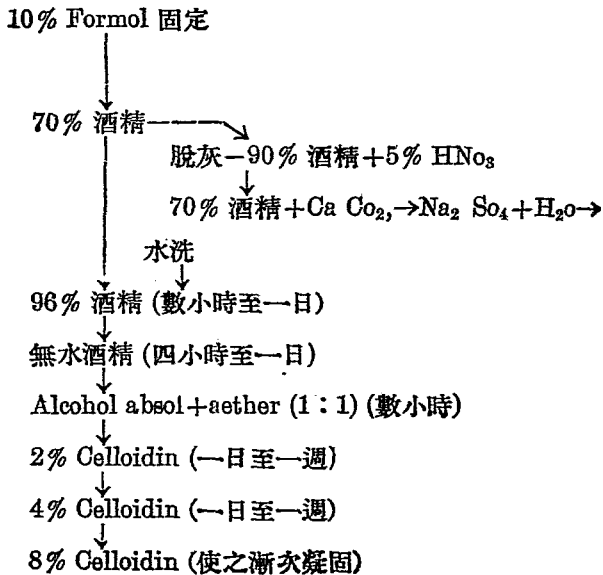 10% Formol 固定
70% 酒精
脫灰-90% 酒精+5% HNo₃
70% 酒精+Ca Co₂,→Na₂ So₄+H₂o→
水洗
96% 酒精 (數小時至一日)
無水酒精 (四小時至一日)
Alcohol absol+aether (1:1) (數小時)
2% Celloidin (一日至一週)
4% Celloidin (一日至一週)
8% Celloidin (使之漸次凝固)